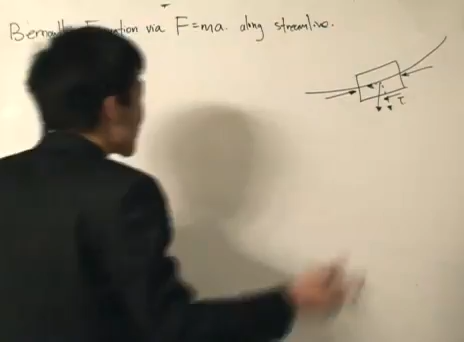 via F=ma. along streamline.
τ